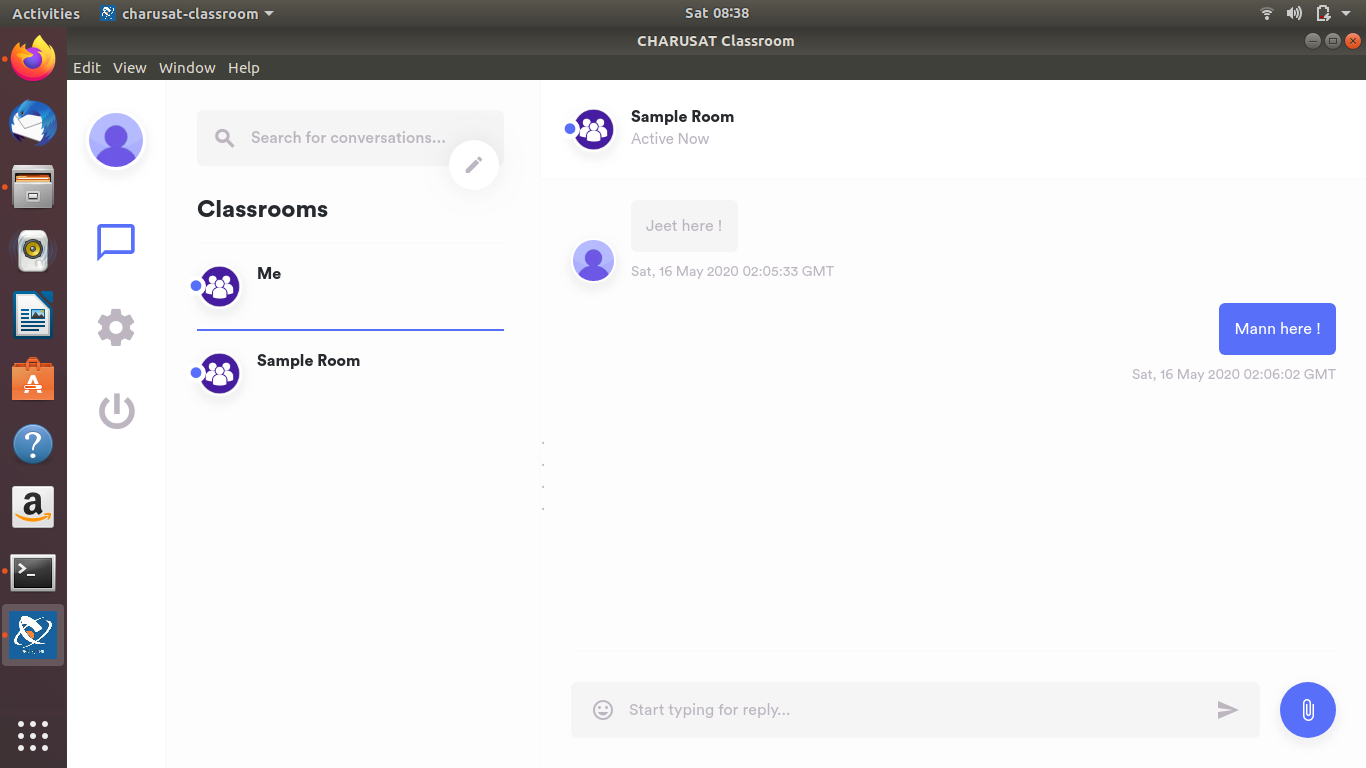 Activities
charusat-classroom
Sat 08:38
CHARUSAT Classroom
Edit View Window Help
Search for conversations...
Classrooms
Me
Sample Room
Sample Room
Active Now
Jeet here !
Sat, 16 May 2020 02:05:33 GMT
Mann here !
Sat, 16 May 2020 02:06:02 GMT
Start typing for reply...